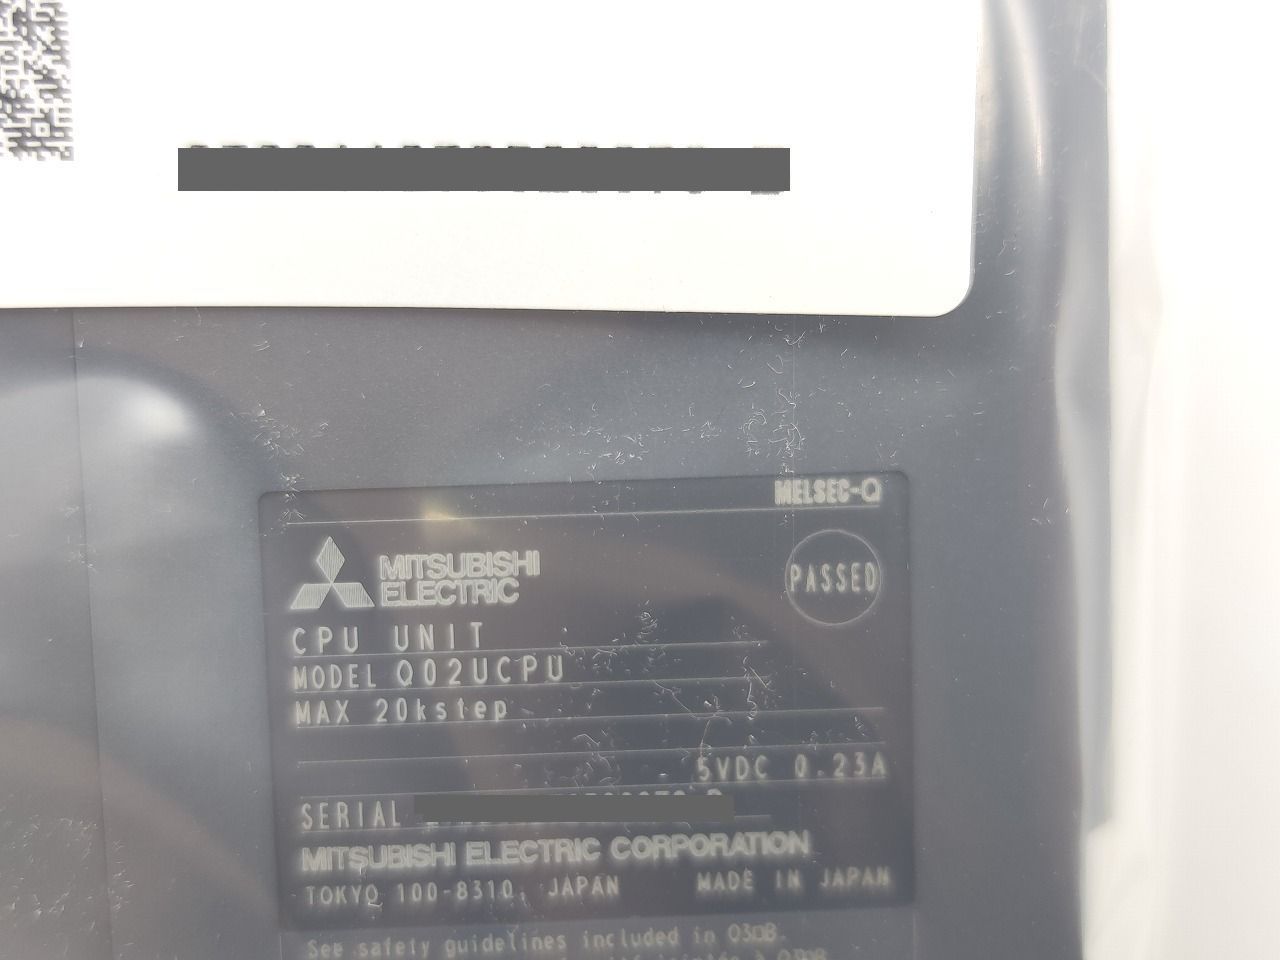 MELSEC-Q
MITSUBISHI
ELECTRIC
PASSED
CPU UNIT
MODEL Q02UCPU
MAX 20kstep
5VDC 0.23A
SERIAL
MITSUBISHI ELECTRIC CORPORATION
TOKYO 100-8310, JAPAN MADE IN JAPAN
See safety guidelines included in